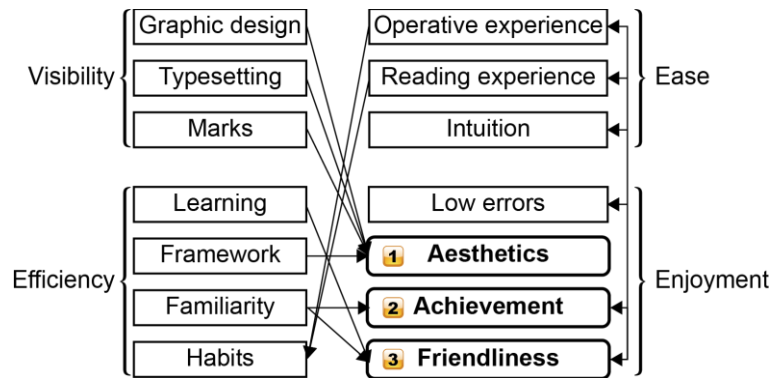 Graphic design
Operative experience
Visibility
Typesetting
Reading experience
Ease
Marks
Intuition
Learning
Low errors
Framework
1 Aesthetics
Efficiency
Enjoyment
Familiarity
2 Achievement
Habits
3 Friendliness